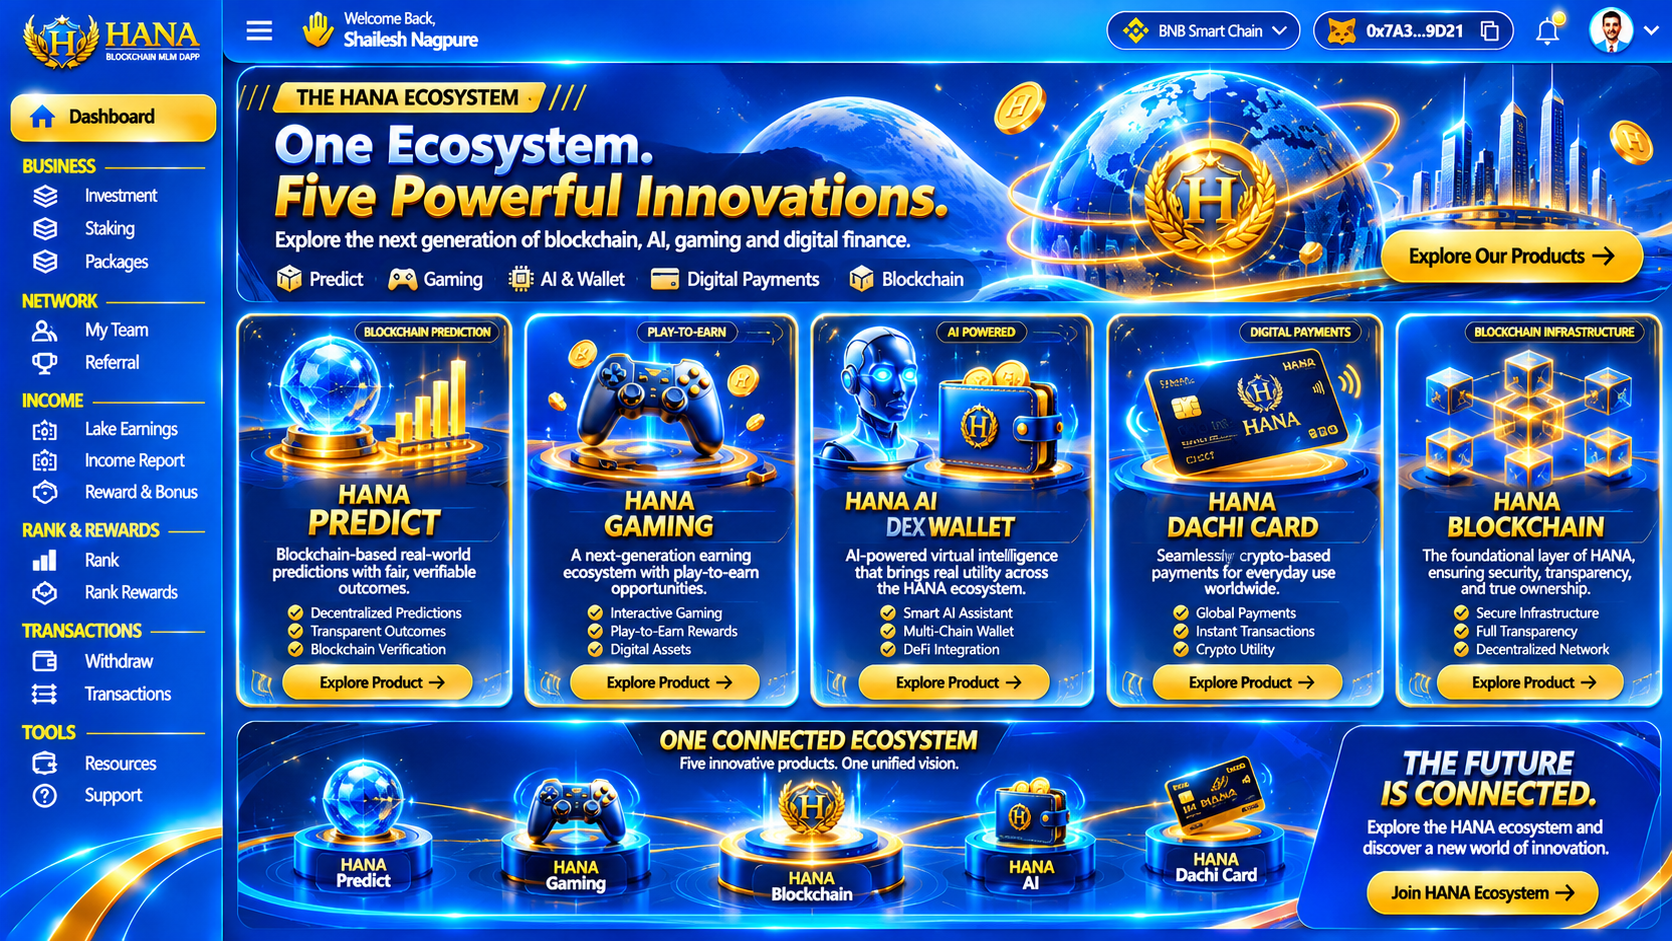 HANA
BLOCKCHAIN MLM DAPP
Welcome Back,
Shailesh Nagpure
BNB Smart Chain
0x7A3...9D21
Dashboard
BUSINESS
Investment
Staking
Packages
NETWORK
My Team
Referral
INCOME
Lake Earnings
Income Report
Reward & Bonus
RANK & REWARDS
Rank
Rank Rewards
TRANSACTIONS
Withdraw
Transactions
TOOLS
Resources
Support
THE HANA ECOSYSTEM
One Ecosystem.
Five Powerful Innovations.
Explore the next generation of blockchain, AI, gaming and digital finance.
Predict
Gaming
AI & Wallet
Digital Payments
Blockchain
Explore Our Products →
BLOCKCHAIN PREDICTION
HANA
PREDICT
Blockchain-based real-world
predictions with fair, verifiable
outcomes.
Decentralized Predictions
Transparent Outcomes
Blockchain Verification
Explore Product →
PLAY-TO-EARN
HANA
GAMING
A next-generation earning
ecosystem with play-to-earn
opportunities.
Interactive Gaming
Play-to-Earn Rewards
Digital Assets
Explore Product →
AI POWERED
HANA AI
DEX WALLET
AI-powered virtual intelligence
that brings real utility across
the HANA ecosystem.
Smart AI Assistant
Multi-Chain Wallet
DeFi Integration
Explore Product →
DIGITAL PAYMENTS
HANA
HANA
HANA
DACHI CARD
Seamlessly crypto-based
payments for everyday use
worldwide.
Global Payments
Instant Transactions
Crypto Utility
Explore Product →
BLOCKCHAIN INFRASTRUCTURE
HANA
BLOCKCHAIN
The foundational layer of HANA,
ensuring security, transparency,
and true ownership.
Secure Infrastructure
Full Transparency
Decentralized Network
Explore Product →
ONE CONNECTED ECOSYSTEM
Five innovative products. One unified vision.
HANA
Predict
HANA
Gaming
HANA
Blockchain
HANA
AI
HANA
Dachi Card
THE FUTURE
IS CONNECTED.
Explore the HANA ecosystem and
discover a new world of innovation.
Join HANA Ecosystem →